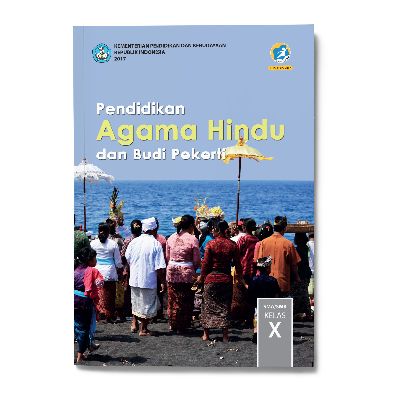 KEMENTERIAN PENDIDIKAN DAN KEBUDAYAAN
REPUBLIK INDONESIA
2017
Pendidikan
Agama Hindu
dan Budi Pekerti
KELAS
X